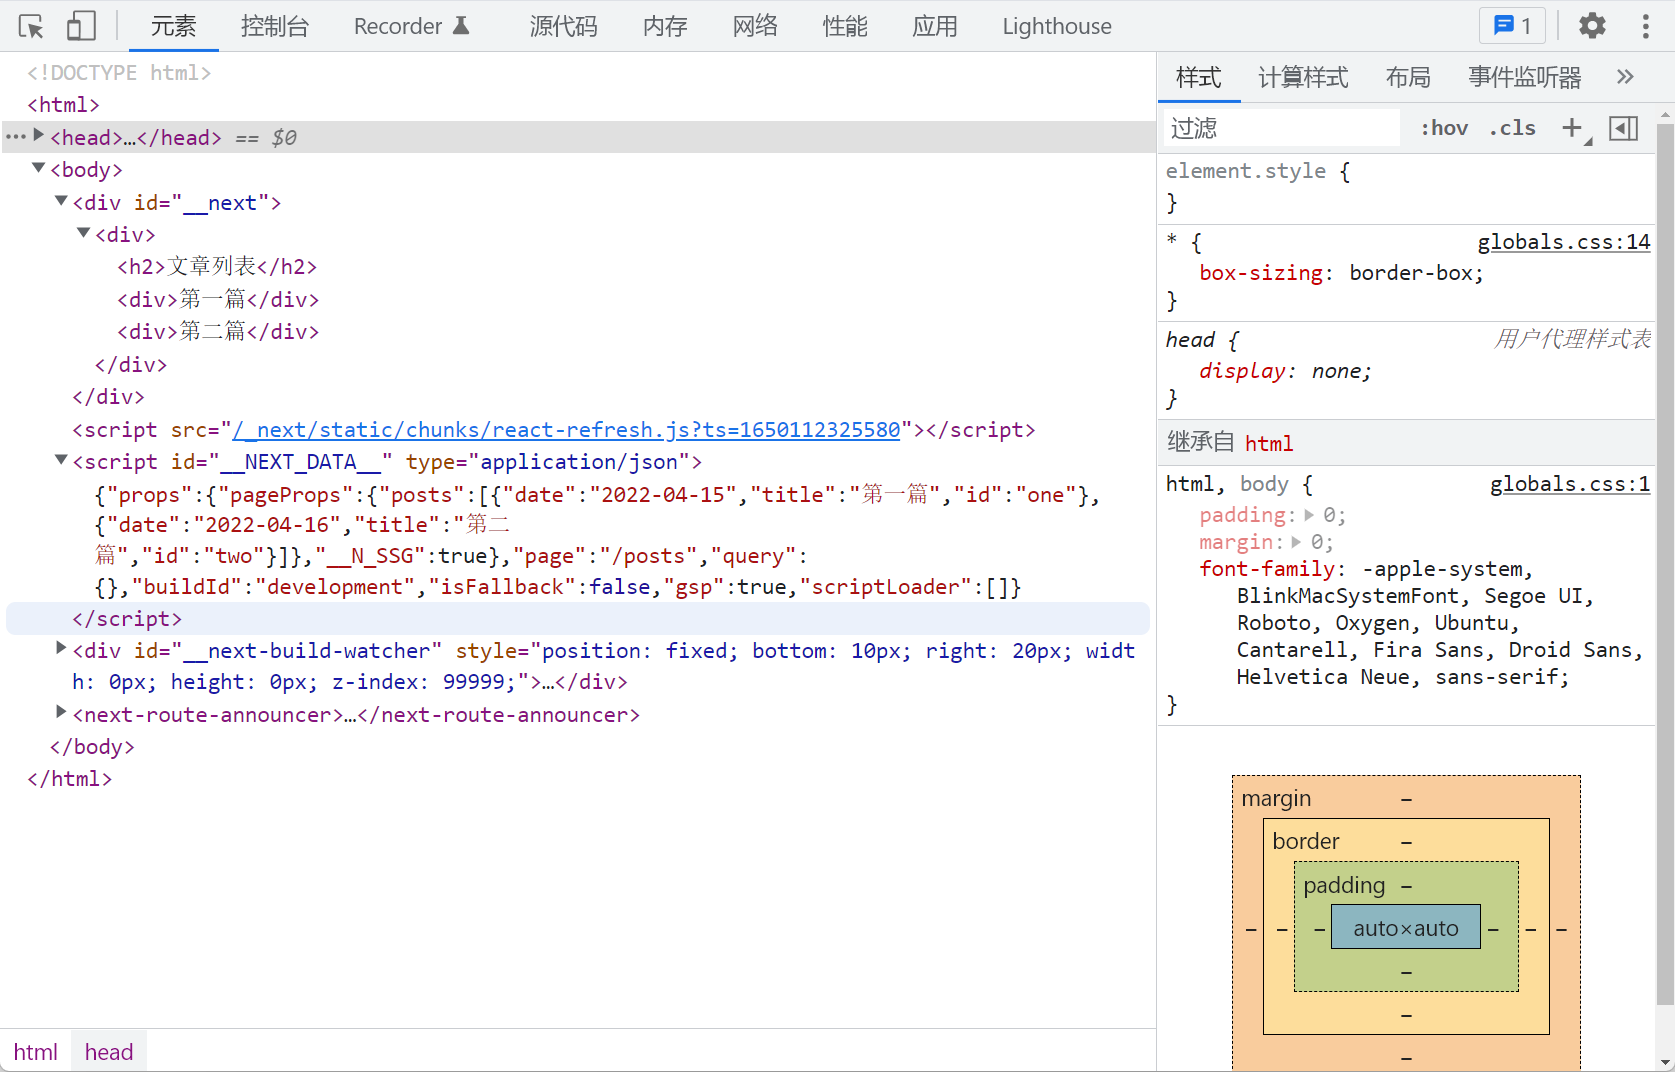 元素 控制台 Recorder 源代码 内存 网络 性能 应用 Lighthouse 1
<!DOCTYPE html>
<html>
<head>…</head> == $0
<body>
<div id="__next">
<div>
<h2>文章列表</h2>
<div>第一篇</div>
<div>第二篇</div>
</div>
</div>
<script src="/_next/static/chunks/react-refresh.js?ts=1650112325580"></script>
<script id="__NEXT_DATA__" type="application/json">
{"props":{"pageProps":{"posts":[{"date":"2022-04-15","title":"第一篇","id":"one"},
{"date":"2022-04-16","title":"第二
篇","id":"two"}]},"__N_SSG":true},"page":"/posts","query":
{},"buildId":"development","isFallback":false,"gsp":true,"scriptLoader":[]}
</script>
<div id="__next-build-watcher" style="position: fixed; bottom: 10px; right: 20px; widt
h: 0px; height: 0px; z-index: 99999;">…</div>
<next-route-announcer>…</next-route-announcer>
</body>
</html>
html head
样式 计算样式 布局 事件监听器 »
过滤 :hov .cls +
element.style {
}
* { globals.css:14
box-sizing: border-box;
}
head { 用户代理样式表
display: none;
}
继承自 html
html, body { globals.css:1
padding: 0;
margin: 0;
font-family: -apple-system,
BlinkMacSystemFont, Segoe UI,
Roboto, Oxygen, Ubuntu,
Cantarell, Fira Sans, Droid Sans,
Helvetica Neue, sans-serif;
}
margin –
border –
padding –
– – – auto×auto – – –
–
–
–